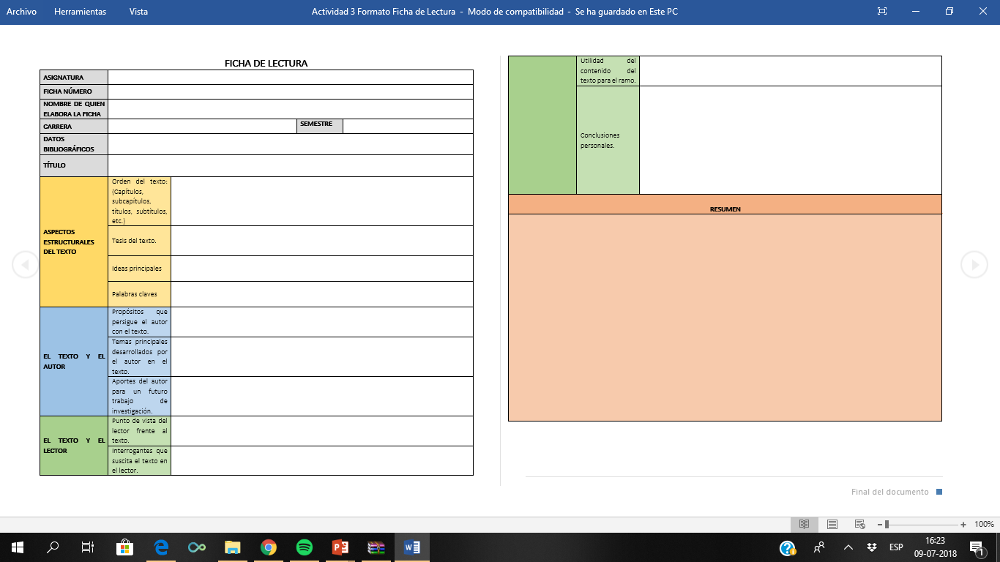 Archivo Herramientas Vista Actividad 3 Formato Ficha de Lectura - Modo de compatibilidad - Se ha guardado en Este PC
FICHA DE LECTURA
ASIGNATURA
FICHA NÚMERO
NOMBRE DE QUIEN
ELABORA LA FICHA
CARRERA SEMESTRE
DATOS
BIBLIOGRÁFICOS
TÍTULO
ASPECTOS
ESTRUCTURALES
DEL TEXTO
Orden del texto:
(Capítulos,
subcapítulos,
títulos, subtítulos,
etc.)
Tesis del texto.
Ideas principales
Palabras claves
EL TEXTO Y EL
AUTOR
Propósitos que
persigue el autor
con el texto.
Temas principales
desarrollados por
el autor en el
texto.
Aportes del autor
para un futuro
trabajo de
investigación.
EL TEXTO Y EL
LECTOR
Punto de vista del
lector frente al
texto.
Interrogantes que
suscita el texto en
el lector.
Utilidad del
contenido del
texto para el ramo.
Conclusiones
personales.
RESUMEN
Final del documento
100%
ESP
16:23
09-07-2018
1